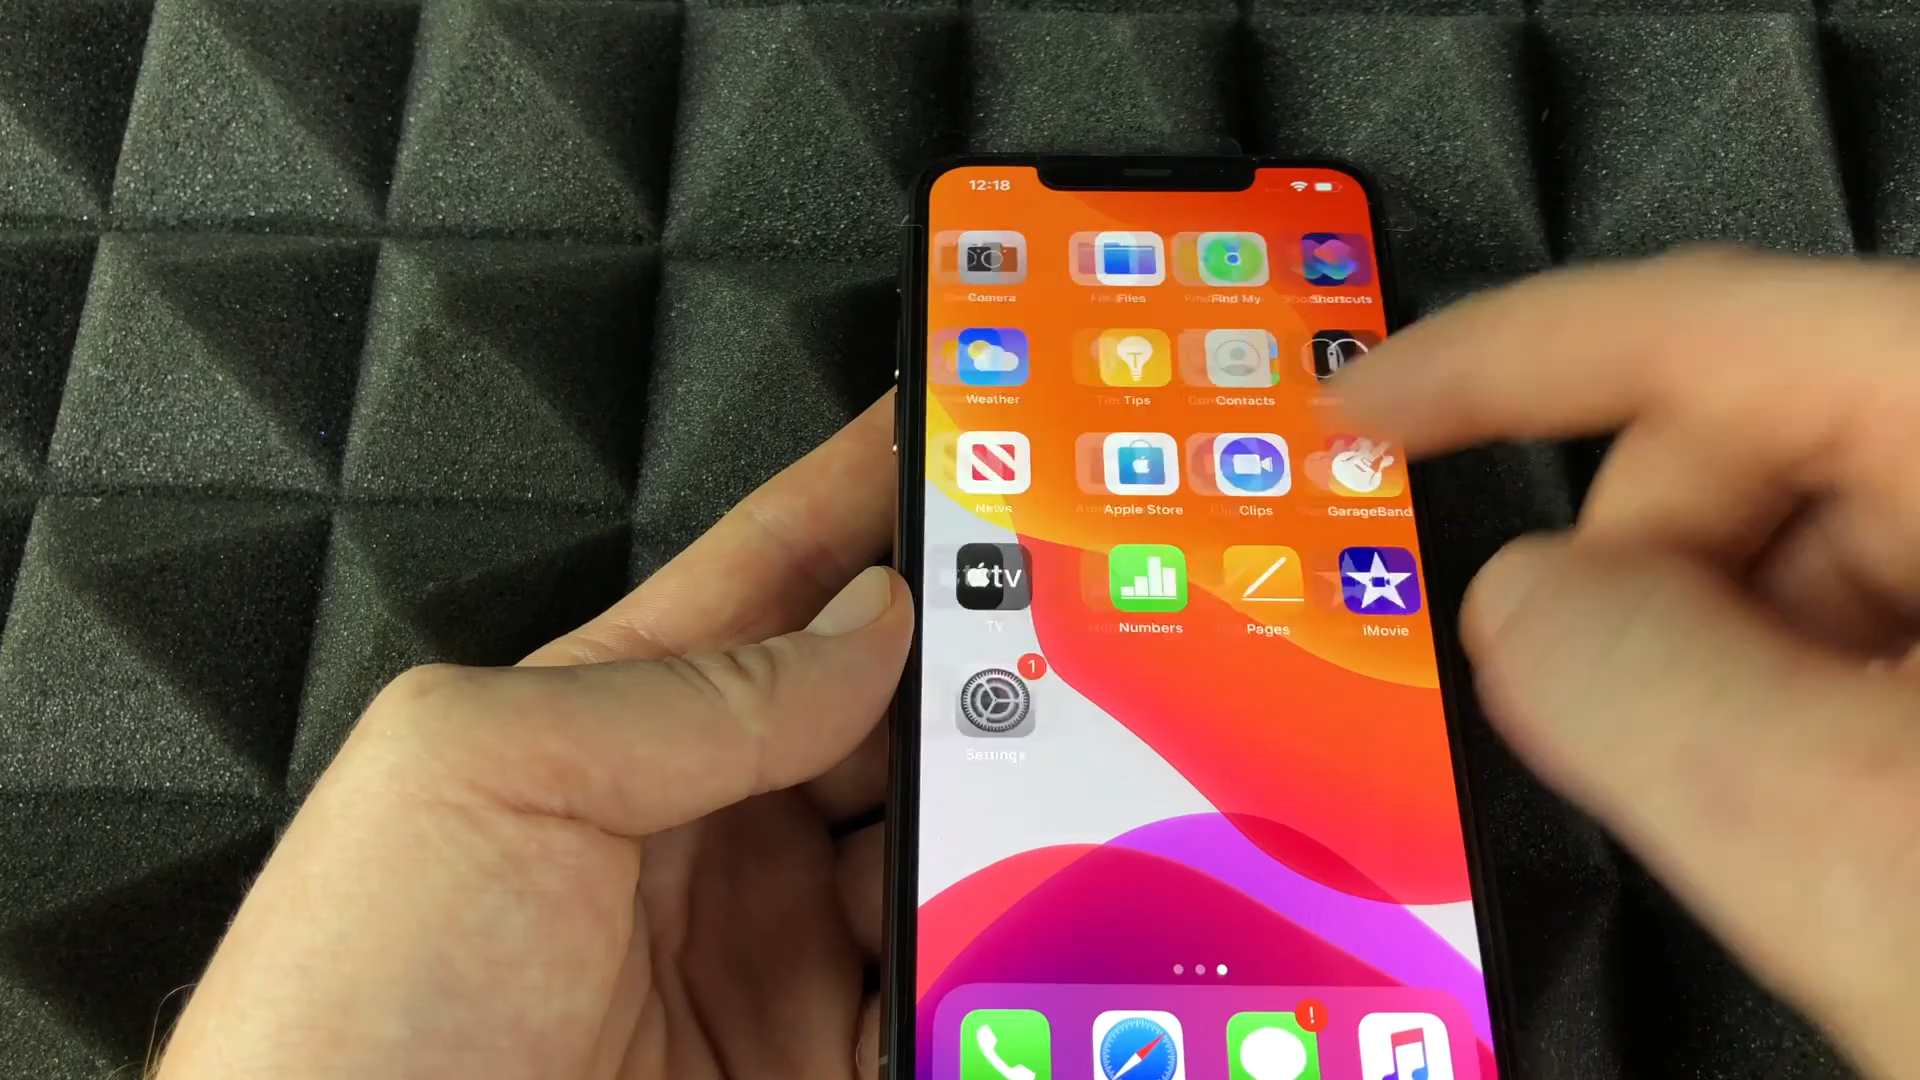 12:18
Camera Files Find My Shortcuts
Weather Tips Contacts
News Apple Store Clips GarageBand
tv
TV Numbers Pages iMovie
1
Settings
!